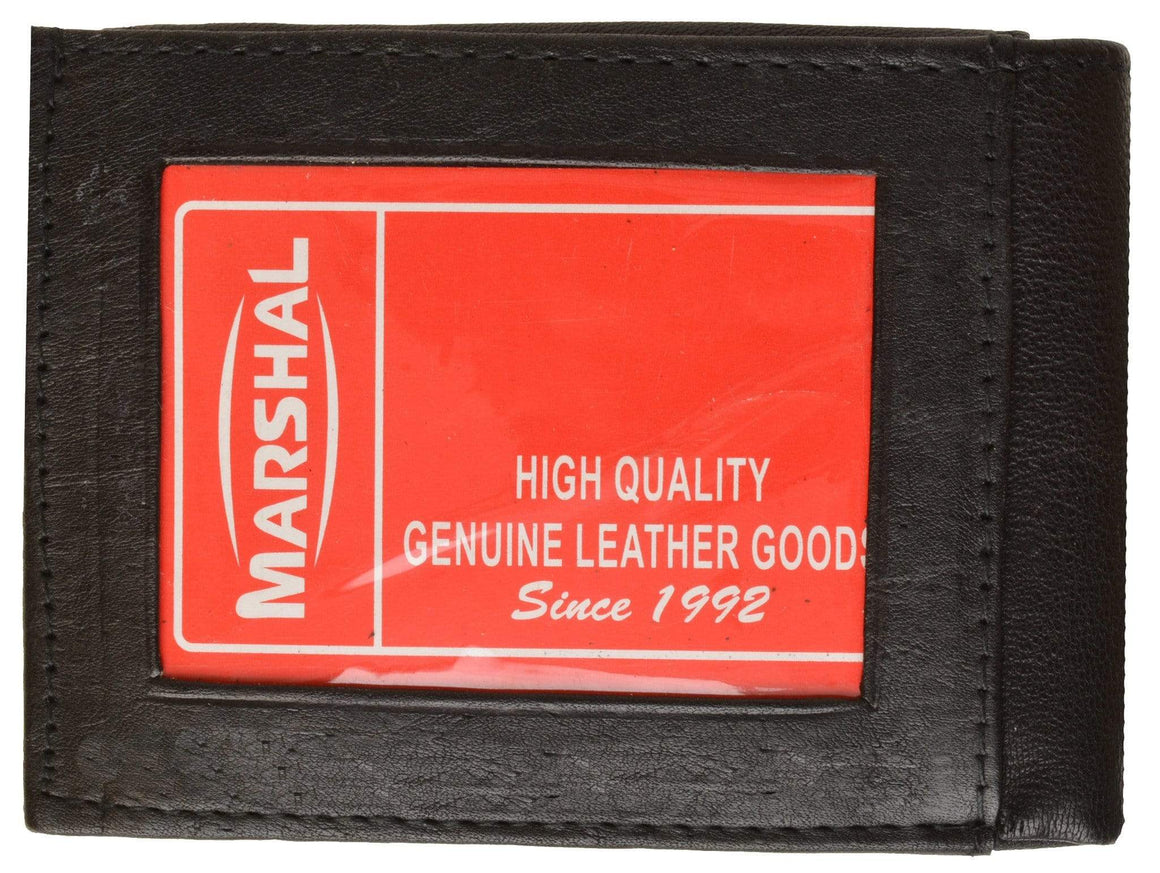 MARSHAL
HIGH QUALITY
GENUINE LEATHER GOODS
Since 1992